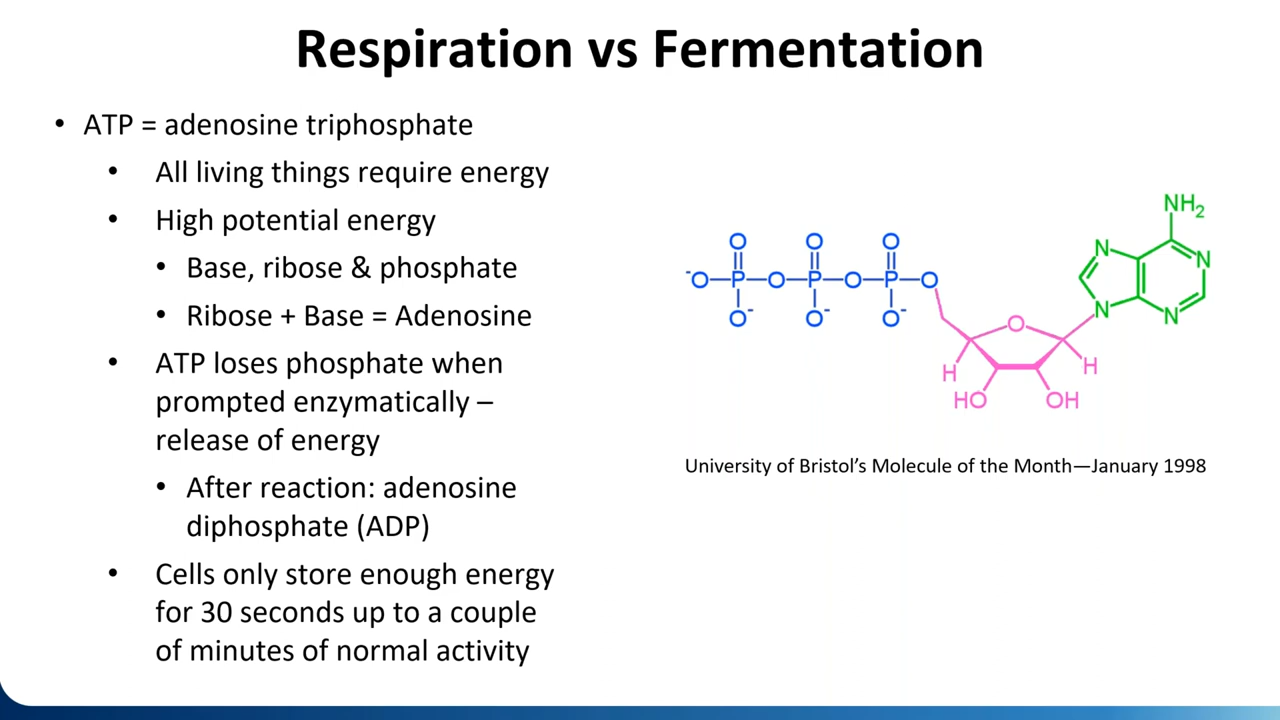 Respiration vs Fermentation
• ATP = adenosine triphosphate
• All living things require energy
• High potential energy
• Base, ribose & phosphate
• Ribose + Base = Adenosine
• ATP loses phosphate when
prompted enzymatically –
release of energy
• After reaction: adenosine
diphosphate (ADP)
• Cells only store enough energy
for 30 seconds up to a couple
of minutes of normal activity
NH2
O O O N N
-O P O P O P O
O- O- O- N N
O
H H
HO OH
University of Bristol’s Molecule of the Month—January 1998